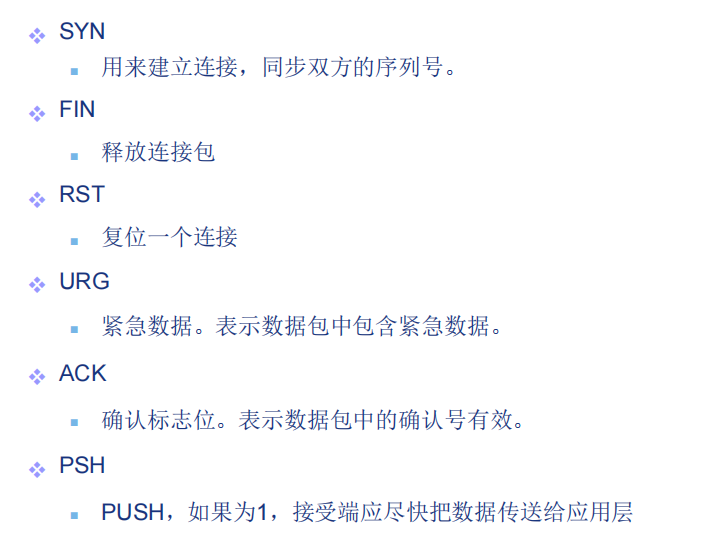 SYN
用来建立连接，同步双方的序列号。
FIN
释放连接包
RST
复位一个连接
URG
紧急数据。表示数据包中包含紧急数据。
ACK
确认标志位。表示数据包中的确认号有效。
PSH
PUSH，如果为1，接受端应尽快把数据传送给应用层